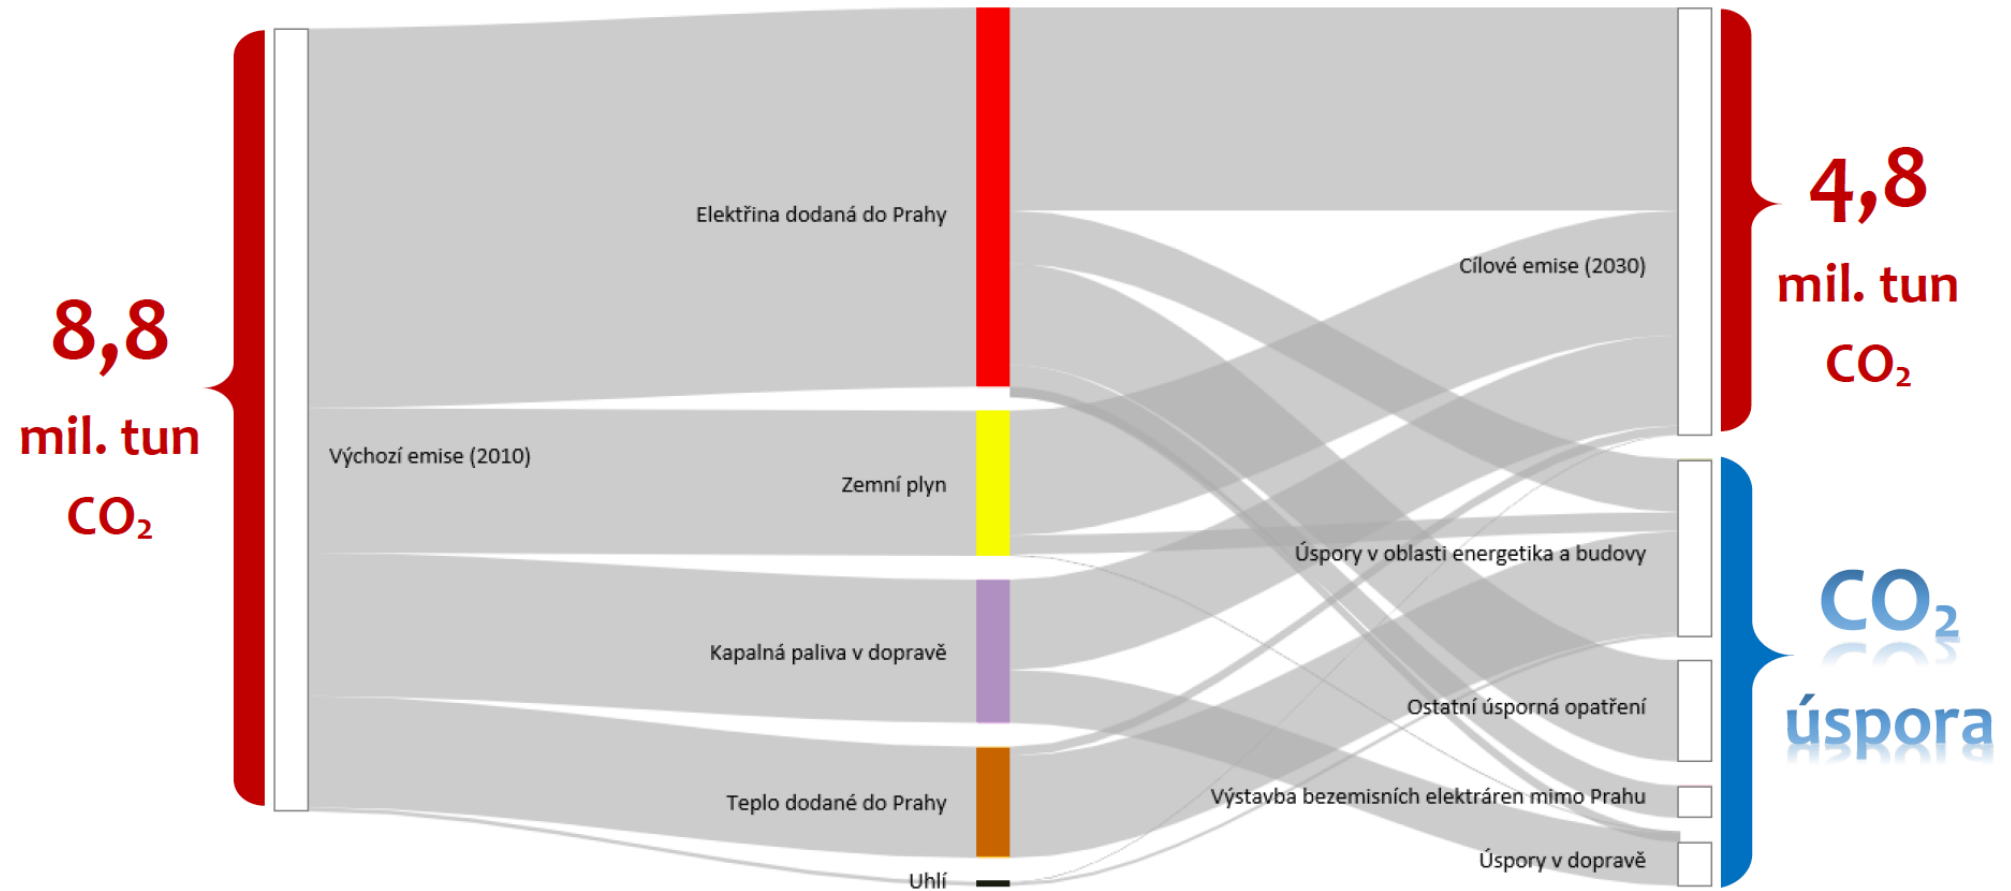 8,8
mil. tun
CO₂
Výchozí emise (2010)
Elektřina dodaná do Prahy
Zemní plyn
Kapalná paliva v dopravě
Teplo dodané do Prahy
Uhlí
Cílové emise (2030)
Úspory v oblasti energetika a budovy
Ostatní úsporná opatření
Výstavba bezemisních elektráren mimo Prahu
Úspory v dopravě
4,8
mil. tun
CO₂
CO₂
úspora